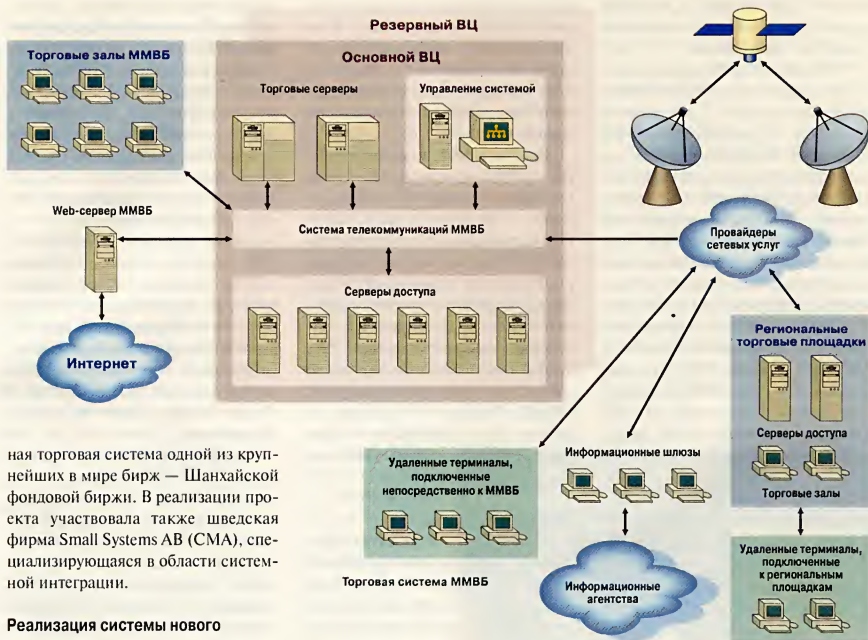 Резервный ВЦ
Основной ВЦ
Торговые залы ММВБ
Торговые серверы
Управление системой
Web-сервер ММВБ
Система телекоммуникаций ММВБ
Провайдеры
сетевых услуг
Серверы доступа
Интернет
Региональные
торговые площадки
Серверы доступа
Торговые залы
ная торговая система одной из круп-
нейших в мире бирж — Шанхайской
фондовой биржи. В реализации про-
екта участвовала также шведская
фирма Small Systems AB (СМА), спе-
циализирующаяся в области систем-
ной интеграции.
Удаленные терминалы,
подключенные
непосредственно к ММВБ
Информационные шлюзы
Торговая система ММВБ
Информационные
агентства
Удаленные терминалы,
подключенные
к региональным
площадкам
Реализация системы нового